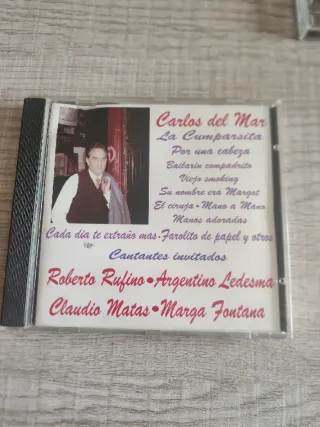 Carlos del Mar
La Cumparsita
Por una cabeza
Bailarin compadrito
Viejo smoking
Su nombre era Margot
El ciruja • Mano a Mano
Manos adoradas
Cada dia te extraño mas • Farolito de papel y otros
Cantantes invitados
Roberto Rufino • Argentino Ledesma
Claudio Matas • Marga Fontana